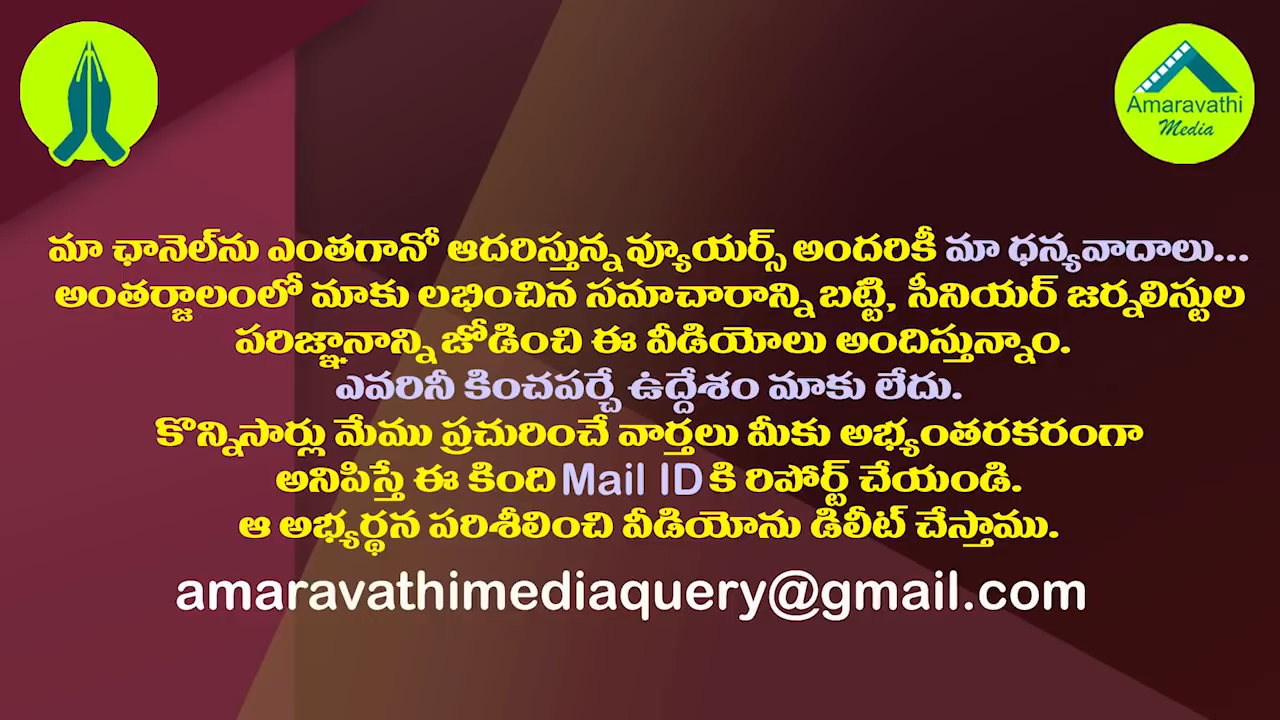 Amaravathi
Media
మా ఛానెల్‌ను ఎంతగానో ఆదరిస్తున్న వ్యూయర్స్ అందరికీ మా ధన్యవాదాలు...
అంతర్జాలంలో మాకు లభించిన సమాచారాన్ని బట్టి, సీనియర్ జర్నలిస్టుల
పరిజ్ఞానాన్ని జోడించి ఈ వీడియోలు అందిస్తున్నాం.
ఎవరినీ కించపర్చే ఉద్దేశం మాకు లేదు.
కొన్నిసార్లు మేము ప్రచురించే వార్తలు మీకు అభ్యంతరకరంగా
అనిపిస్తే ఈ కింది Mail ID కి రిపోర్ట్ చేయండి.
ఆ అభ్యర్థన పరిశీలించి వీడియోను డిలీట్ చేస్తాము.
amaravathimediaquery@gmail.com